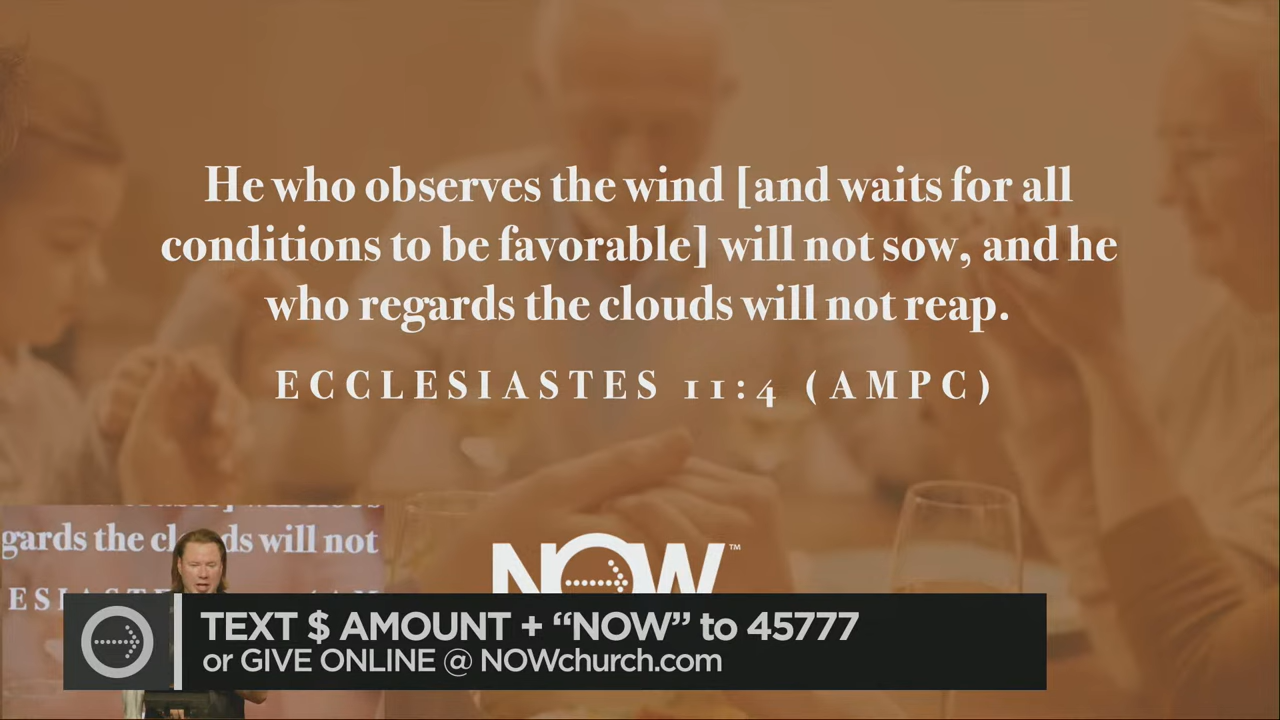 He who observes the wind [and waits for all
conditions to be favorable] will not sow, and he
who regards the clouds will not reap.
ECCLESIASTES 11:4 (AMPC)
gards the cl ds will not
NOW™
TEXT $ AMOUNT + “NOW” to 45777
or GIVE ONLINE @ NOWchurch.com